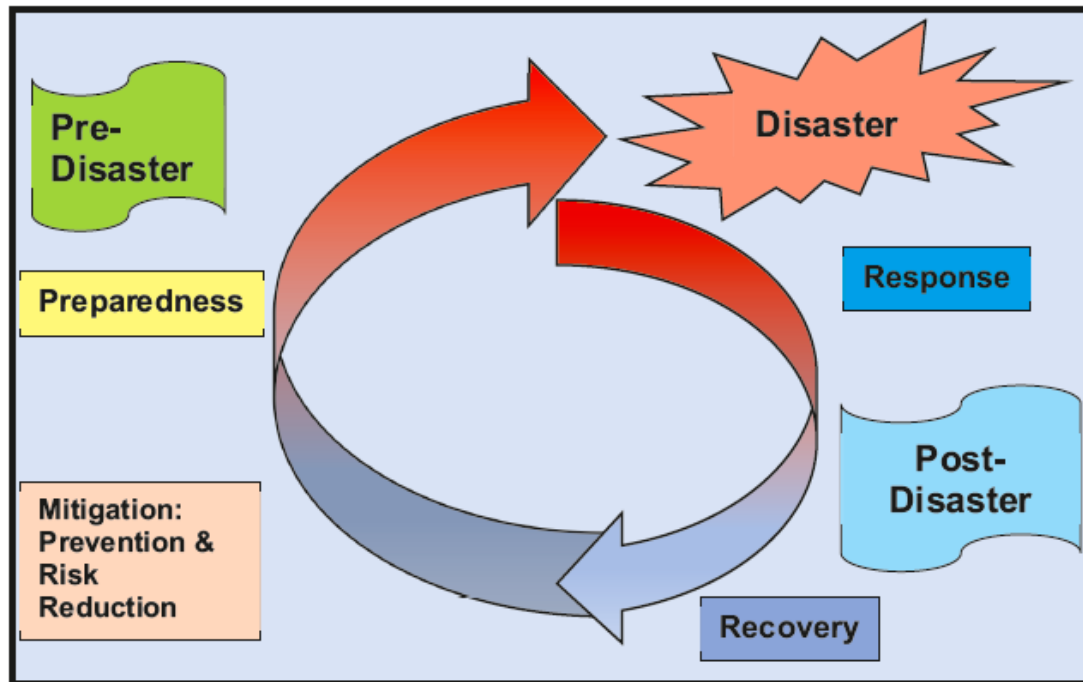 Pre-
Disaster
Disaster
Preparedness
Response
Post-
Disaster
Mitigation:
Prevention &
Risk
Reduction
Recovery